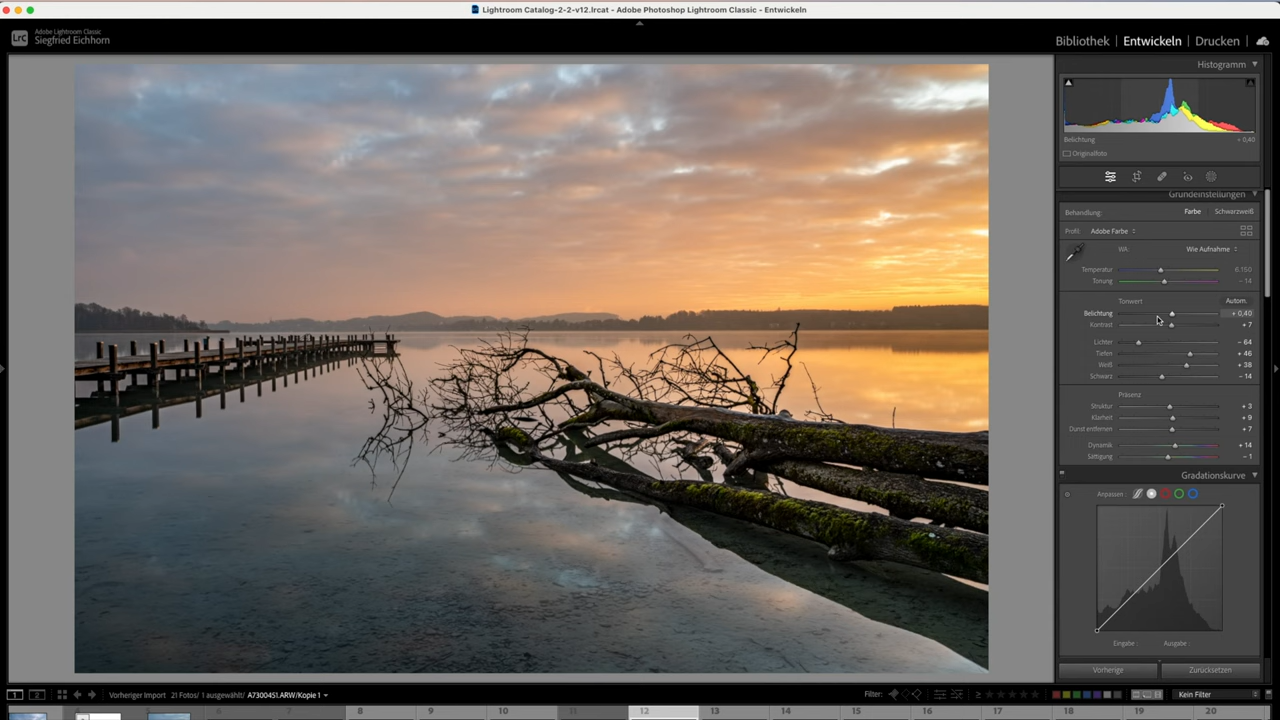 Lightroom Catalog-2-2-v12.lrcat - Adobe Photoshop Lightroom Classic - Entwickeln
LrC
Adobe Lightroom Classic
Siegfried Eichhorn
Bibliothek | Entwickeln | Drucken |
Histogramm
Belichtung + 0,40
Originalfoto
Grundeinstellungen
Behandlung: Farbe Schwarzweiß
Profil Adobe Farbe
WA: Wie Aufnahme
Temperatur 6.150
Tonung − 14
Tonwert Autom.
Belichtung + 0,40
Kontrast + 7
Lichter − 64
Tiefen + 46
Weiß + 38
Schwarz − 14
Präsenz
Struktur + 3
Klarheit + 9
Dunst entfernen + 7
Dynamik + 14
Sättigung − 1
Gradationskurve
Anpassen :
Eingabe : Ausgabe :
Vorherige Zurücksetzen
1 2 Vorheriger Import 21 Fotos/ 1 ausgewählt/ A7300451.ARW/Kopie 1 Filter: Kein Filter
8 9 10 11 12 13 14 15 16 17 18 19 20